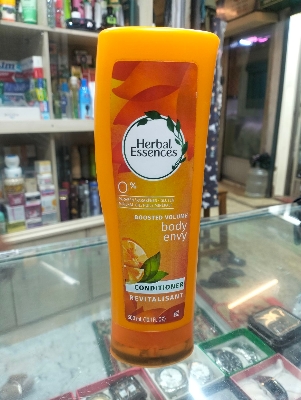 Herbal
Essences
0%
BOOSTED VOLUME
body
envy
CONDITIONER
REVITALISANT